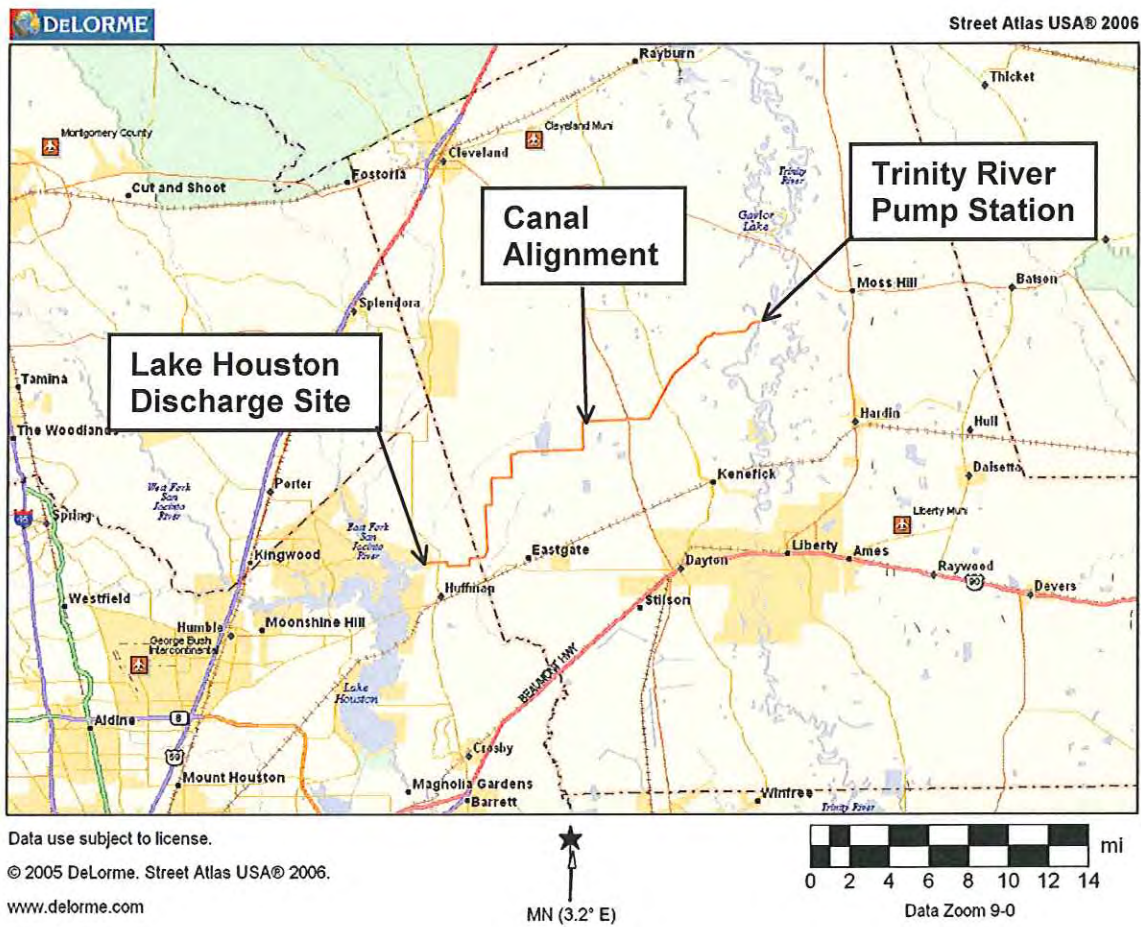 DELORME
Street Atlas USA® 2006
Rayburn
Thicket
Montgomery County
Cleveland Muni
Cleveland
Cut and Shoot
Fostoria
Trinity
River
Trinity River
Pump Station
Canal
Alignment
Gaylor
Lake
Moss Hill
Batson
Splendora
Lake Houston
Discharge Site
Tamina
The Woodlands
Hardin
Hull
Kenefick
Daisetta
Porter
West Fork
San
Jacinto
River
Spring
Liberty Muni
East Fork
San
Jacinto
River
Kingwood
Eastgate
Liberty
Ames
Dayton
Raywood
90
Devers
Huffman
Stilson
Westfield
Humble
Moonshine Hill
George Bush
Intercontinental
BEAUMONT HWY
Lake
Houston
Aldine
8
59
Crosby
Mount Houston
Magnolia Gardens
Barrett
Winfree
Trinity River
Data use subject to license.
© 2005 DeLorme. Street Atlas USA® 2006.
www.delorme.com
MN (3.2° E)
mi
0 2 4 6 8 10 12 14
Data Zoom 9-0